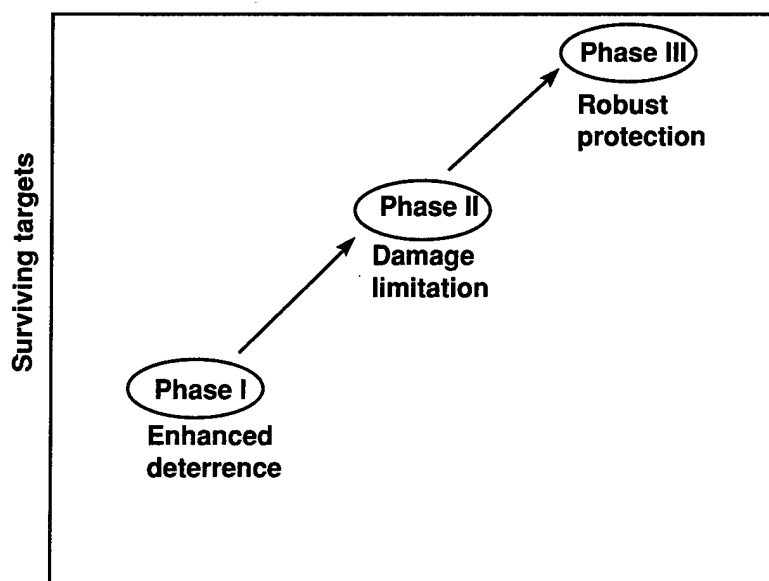 Phase III
Robust
protection
Phase II
Damage
limitation
Surviving targets
Phase I
Enhanced
deterrence